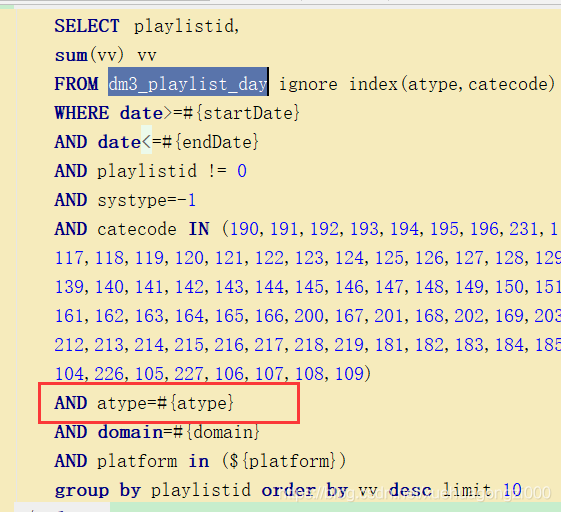 SELECT playlistid,
sum(vv) vv
FROM dm3_playlist_day ignore index(atype,catecode)
WHERE date>=#{startDate}
AND date<=#{endDate}
AND playlistid != 0
AND systype=-1
AND catecode IN (190,191,192,193,194,195,196,231,1
117,118,119,120,121,122,123,124,125,126,127,128,129
139,140,141,142,143,144,145,146,147,148,149,150,151
161,162,163,164,165,166,200,167,201,168,202,169,203
212,213,214,215,216,217,218,219,181,182,183,184,185
104,226,105,227,106,107,108,109)
AND atype=#{atype}
AND domain=#{domain}
AND platform in (${platform})
group by playlistid order by vv desc limit 10